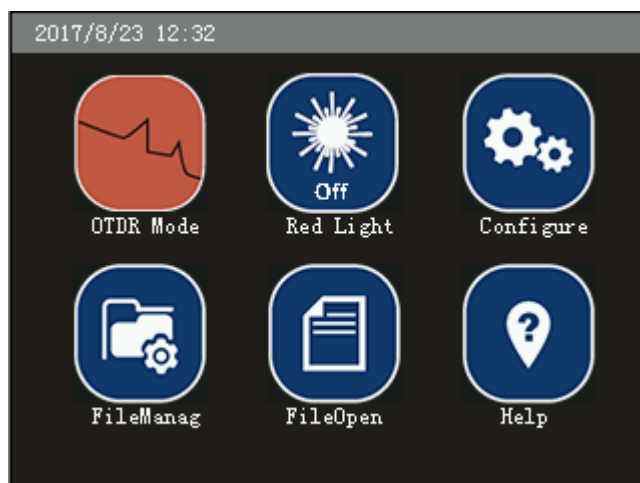 2017/8/23 12:32
Off
OTDR Mode
Red Light
Configure
?
FileManag
FileOpen
Help